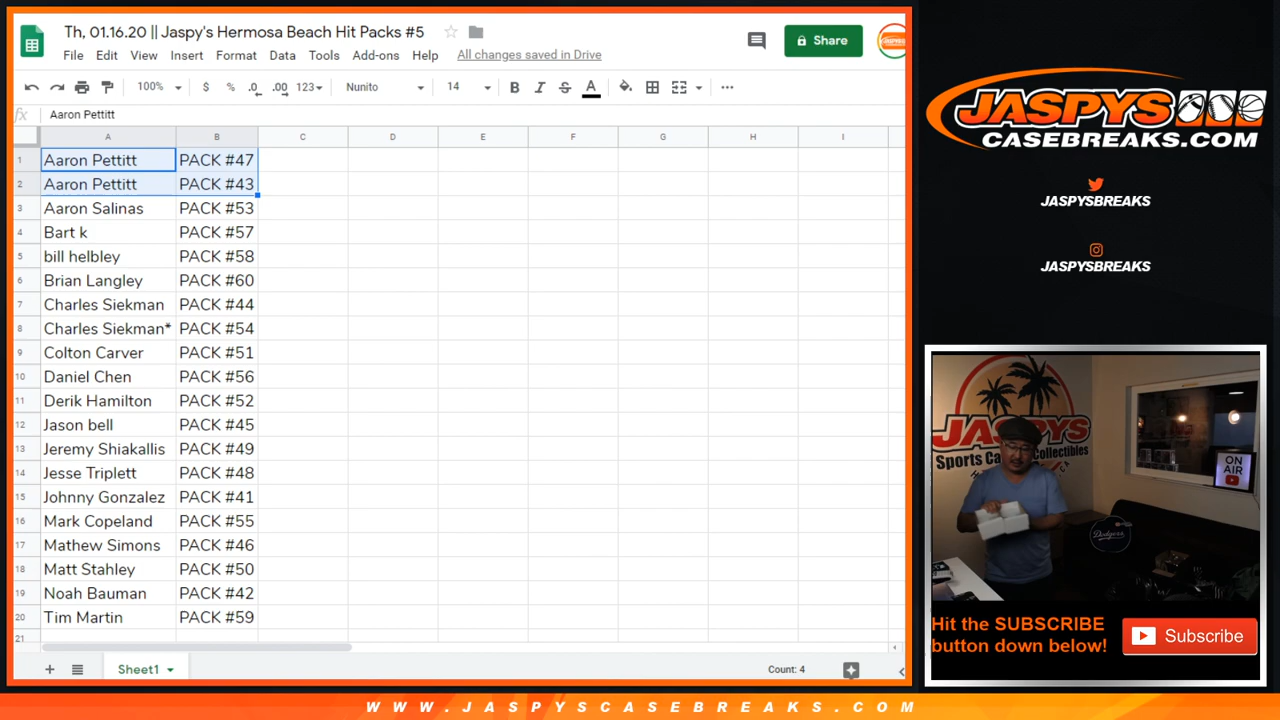 Th, 01.16.20 || Jaspy's Hermosa Beach Hit Packs #5
File Edit View Insert Format Data Tools Add-ons Help All changes saved in Drive
Share
100% $ % .0 .00 123 Nunito 14 B I S A
fx Aaron Pettitt
A B C D E F G H I
1 Aaron Pettitt PACK #47
2 Aaron Pettitt PACK #43
3 Aaron Salinas PACK #53
4 Bart k PACK #57
5 bill helbley PACK #58
6 Brian Langley PACK #60
7 Charles Siekman PACK #44
8 Charles Siekman* PACK #54
9 Colton Carver PACK #51
10 Daniel Chen PACK #56
11 Derik Hamilton PACK #52
12 Jason bell PACK #45
13 Jeremy Shiakallis PACK #49
14 Jesse Triplett PACK #48
15 Johnny Gonzalez PACK #41
16 Mark Copeland PACK #55
17 Mathew Simons PACK #46
18 Matt Stahley PACK #50
19 Noah Bauman PACK #42
20 Tim Martin PACK #59
21
Sheet1 Count: 4
JASPYS
CASEBREAKS.COM
JASPYSBREAKS
JASPYSBREAKS
JASPYS
Sports Ca Collectibles
ON
AIR
Dodgers
Hit the SUBSCRIBE
button down below!
Subscribe
WWW.JASPYSCASEBREAKS.COM